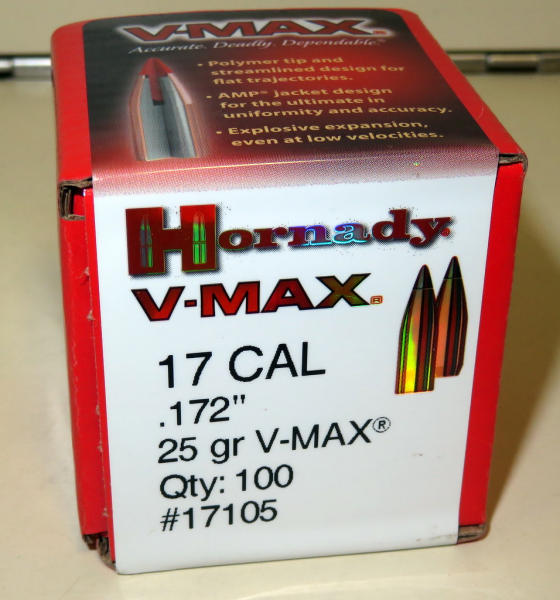 V-MAX®
Accurate. Deadly. Dependable.™
• Polymer tip and
streamlined design for
flat trajectories.
• AMP® jacket design
for the ultimate in
uniformity and accuracy.
• Explosive expansion,
even at low velocities.
Hornady®
V-MAX®
17 CAL
.172"
25 gr V-MAX®
Qty: 100
#17105